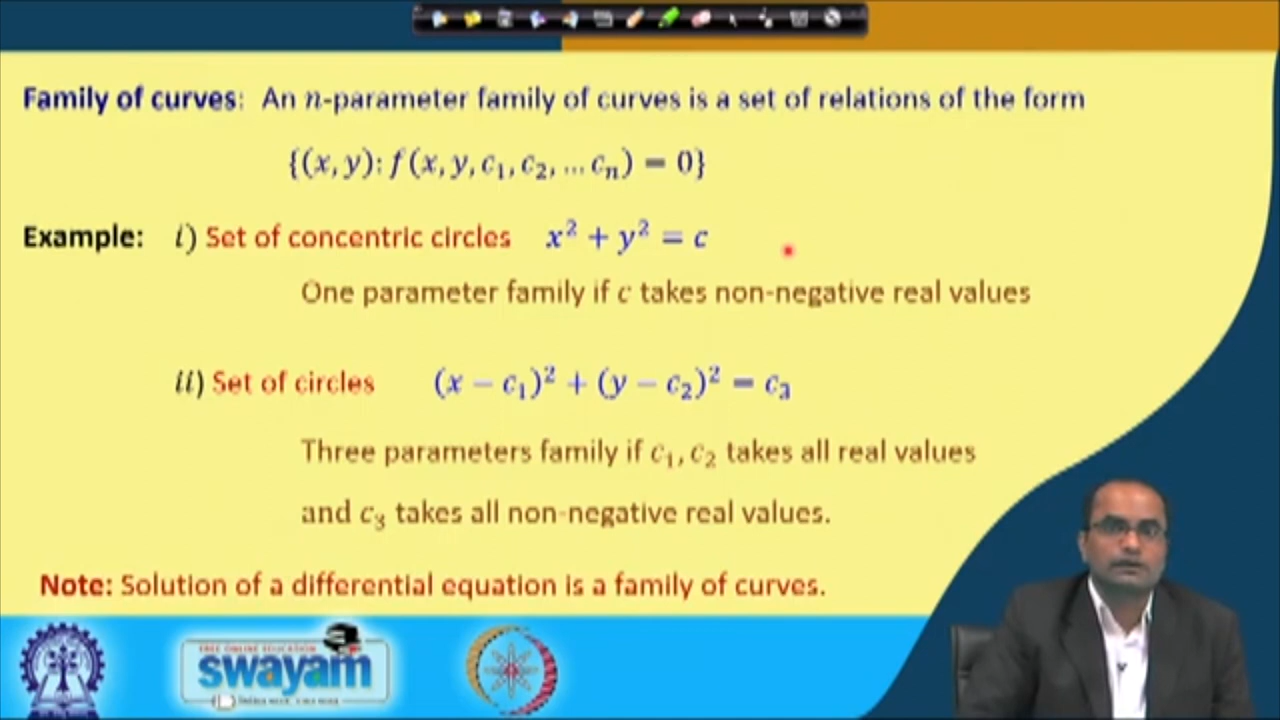 Family of curves: An n-parameter family of curves is a set of relations of the form
{(x, y): f(x, y, c₁, c₂, … cₙ) = 0}
Example: i) Set of concentric circles x² + y² = c
One parameter family if c takes non-negative real values
ii) Set of circles (x − c₁)² + (y − c₂)² = c₃
Three parameters family if c₁, c₂ takes all real values
and c₃ takes all non-negative real values.
Note: Solution of a differential equation is a family of curves.
FREE ONLINE EDUCATION
swayam